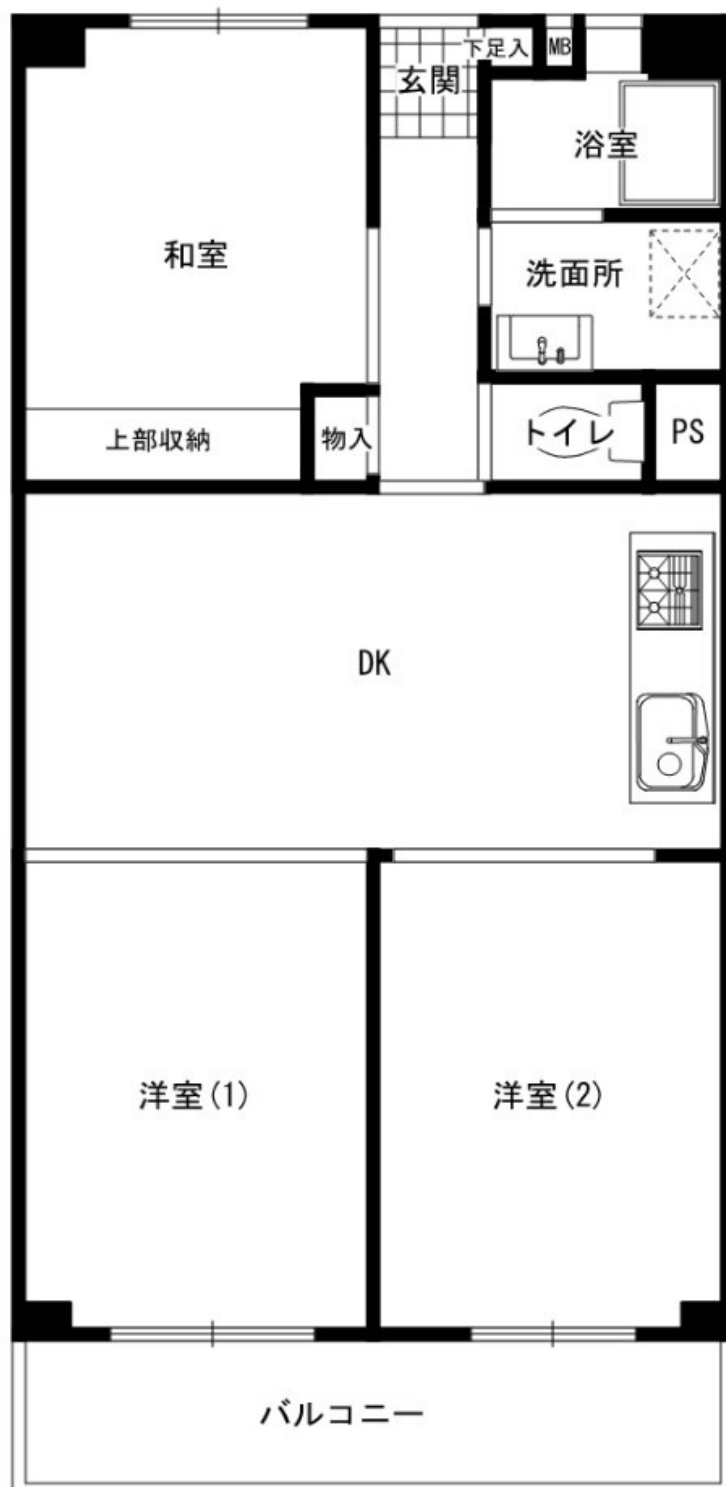 下足入
MB
玄関
浴室
和室
洗面所
上部収納
物入
トイレ
PS
DK
洋室(1)
洋室(2)
バルコニー